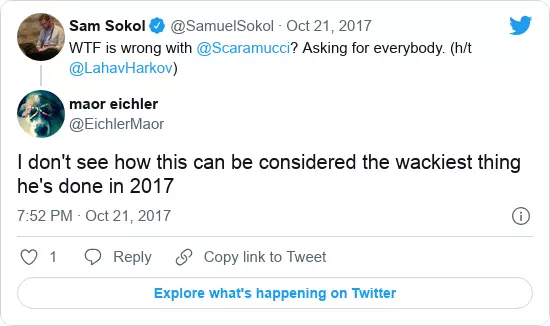 Sam Sokol @SamuelSokol · Oct 21, 2017
WTF is wrong with @Scaramucci? Asking for everybody. (h/t
@LahavHarkov)
maor eichler
@EichlerMaor
I don't see how this can be considered the wackiest thing
he's done in 2017
7:52 PM · Oct 21, 2017
1 Reply Copy link to Tweet
Explore what's happening on Twitter